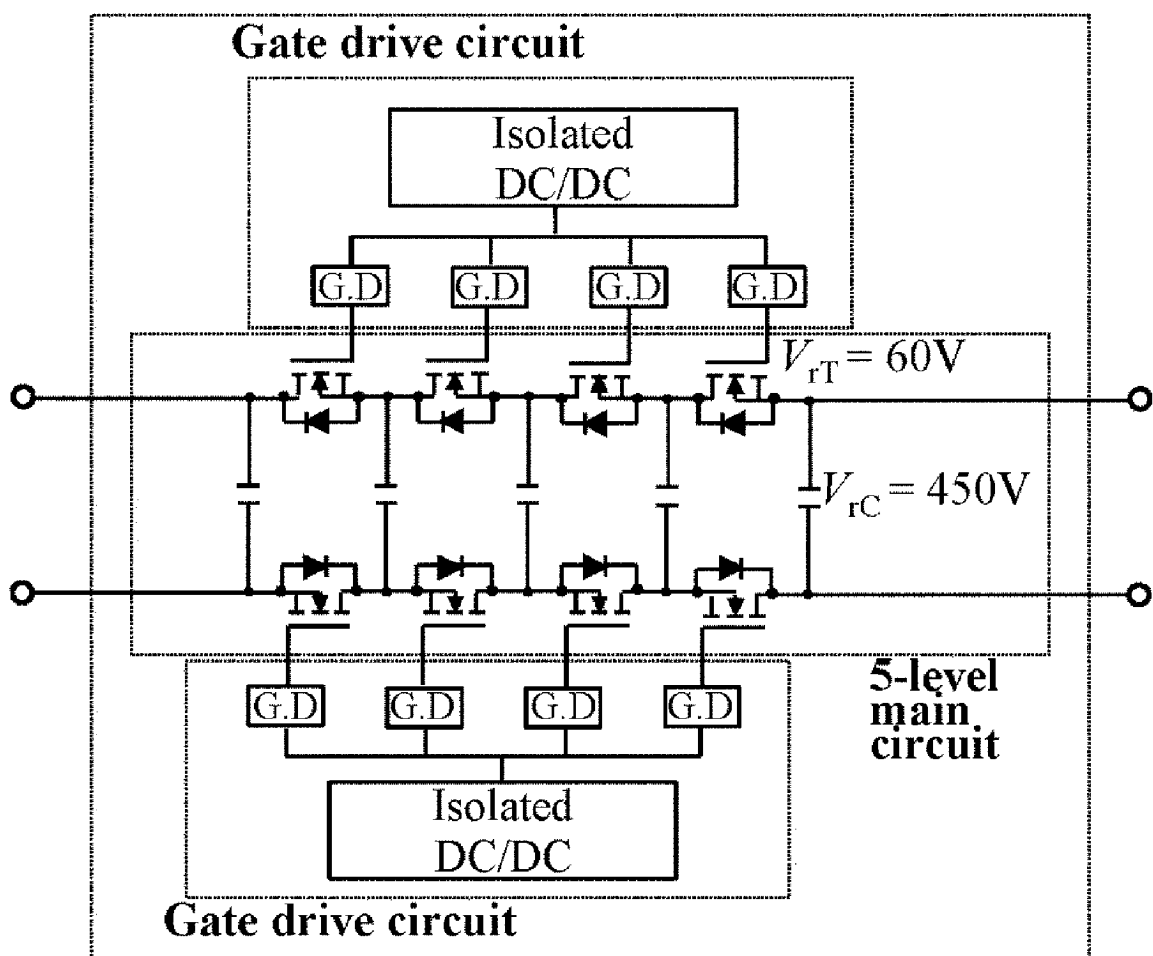 Gate drive circuit
Isolated
DC/DC
G.D G.D G.D G.D
VrT = 60V
VrC = 450V
G.D G.D G.D G.D
5-level
main
circuit
Isolated
DC/DC
Gate drive circuit